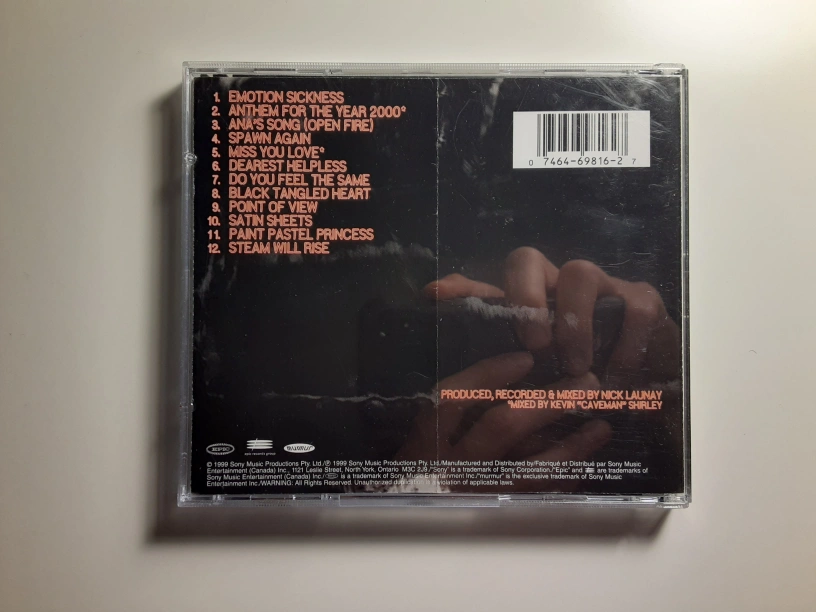 1. EMOTION SICKNESS
2. ANTHEM FOR THE YEAR 2000*
3. ANA'S SONG (OPEN FIRE)
4. SPAWN AGAIN
5. MISS YOU LOVE*
6. DEAREST HELPLESS
7. DO YOU FEEL THE SAME
8. BLACK TANGLED HEART
9. POINT OF VIEW
10. SATIN SHEETS
11. PAINT PASTEL PRINCESS
12. STEAM WILL RISE
0 7464-69816-2 7
PRODUCED, RECORDED & MIXED BY NICK LAUNAY
*MIXED BY KEVIN "CAVEMAN" SHIRLEY
EPIC
epic records group
© 1999 Sony Music Productions Pty. Ltd./℗ 1999 Sony Music Productions Pty. Ltd./Manufactured and Distributed by/Fabriqué et Distribué par Sony Music
Entertainment (Canada) Inc., 1121 Leslie Street, North York, Ontario M3C 2J9./"Sony" is a trademark of Sony Corporation./"Epic" and are trademarks of
Sony Music Entertainment (Canada) Inc./ is a trademark of Sony Music Entertainment Inc./"murmur" is the exclusive trademark of Sony Music
Entertainment Inc./WARNING: All Rights Reserved. Unauthorized duplication is a violation of applicable laws.